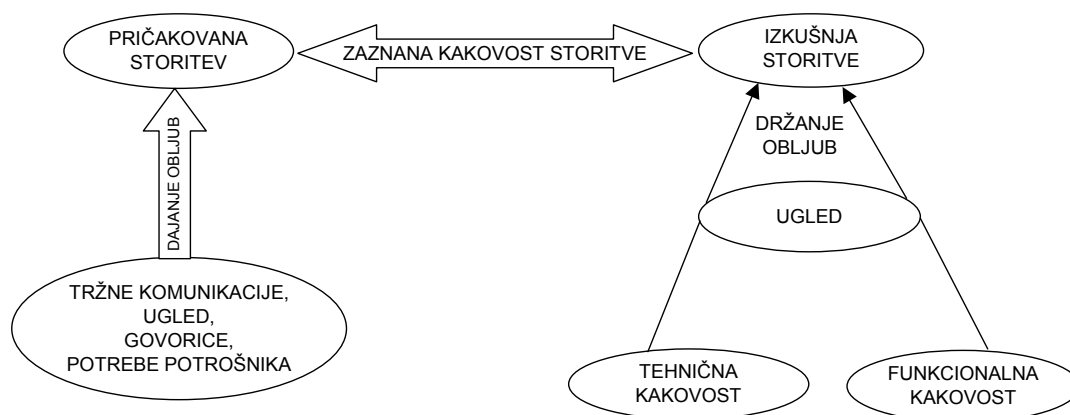 PRIČAKOVANA
STORITEV
ZAZNANA KAKOVOST STORITVE
IZKUŠNJA
STORITVE
DAJANJE OBLJUB
DRŽANJE
OBLJUB
UGLED
TRŽNE KOMUNIKACIJE,
UGLED,
GOVORICE,
POTREBE POTROŠNIKA
TEHNIČNA
KAKOVOST
FUNKCIONALNA
KAKOVOST